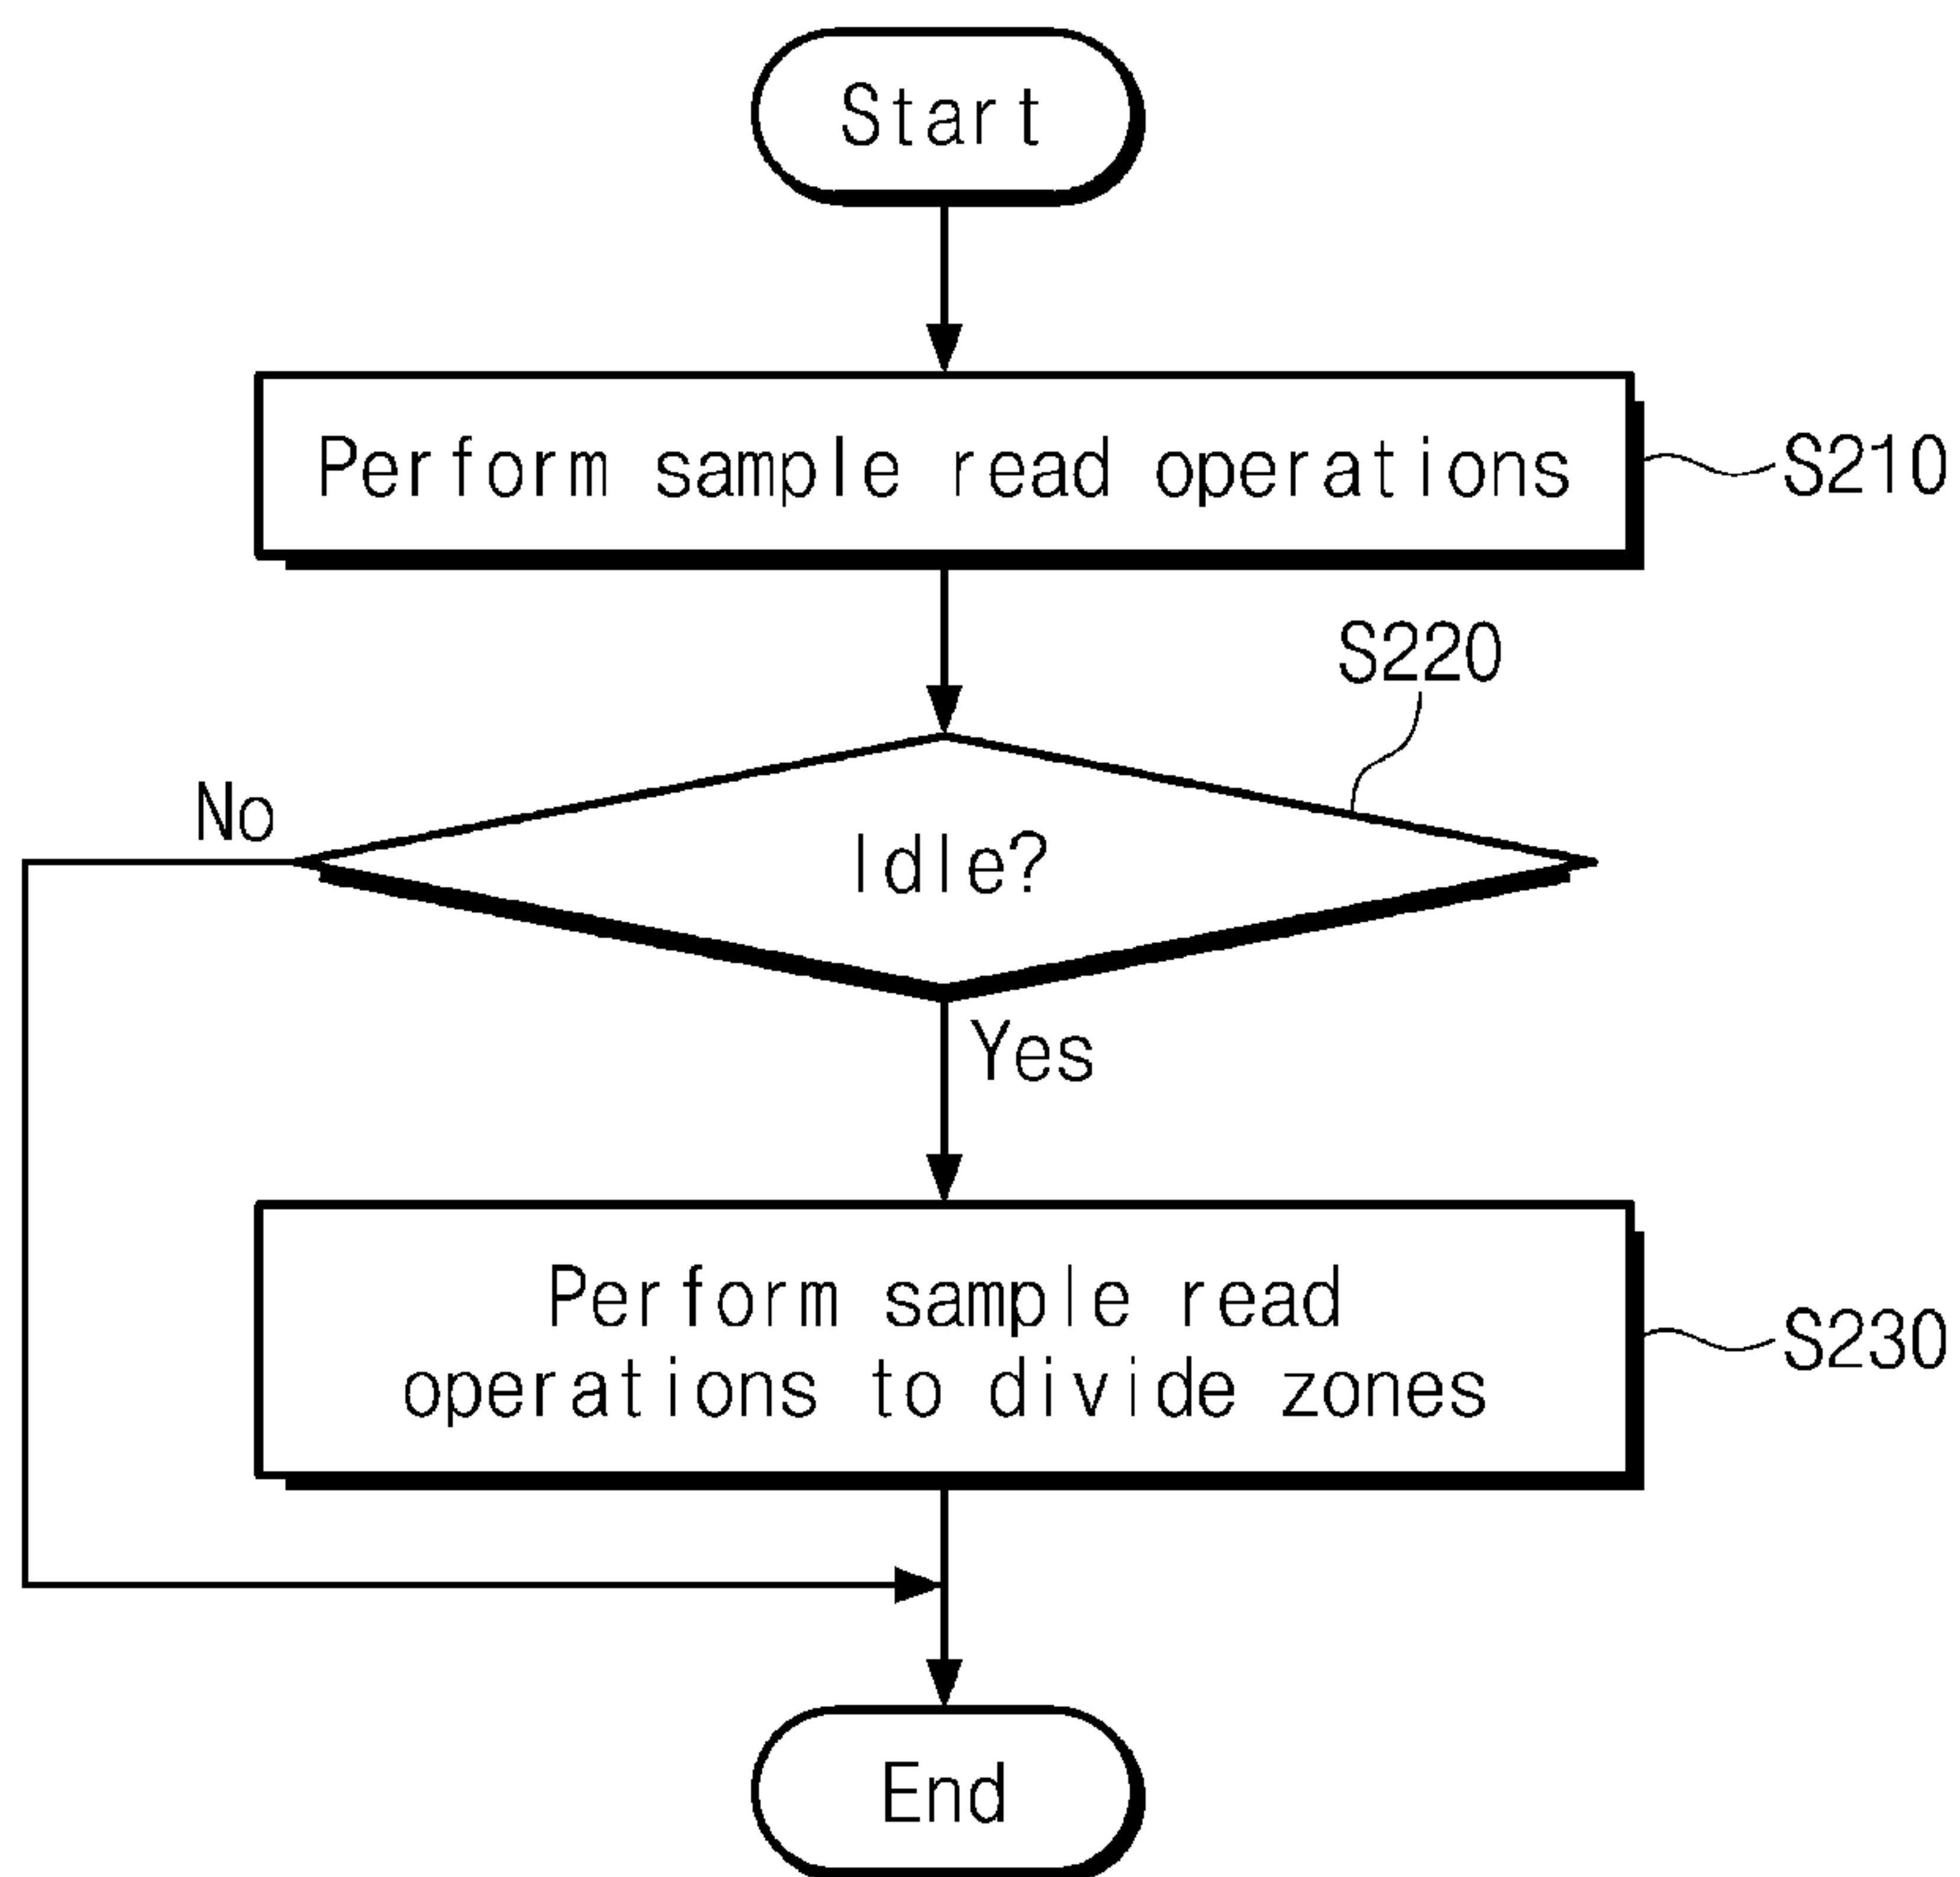 Start
Perform sample read operations
S210
S220
No
Idle?
Yes
Perform sample read
operations to divide zones
S230
End